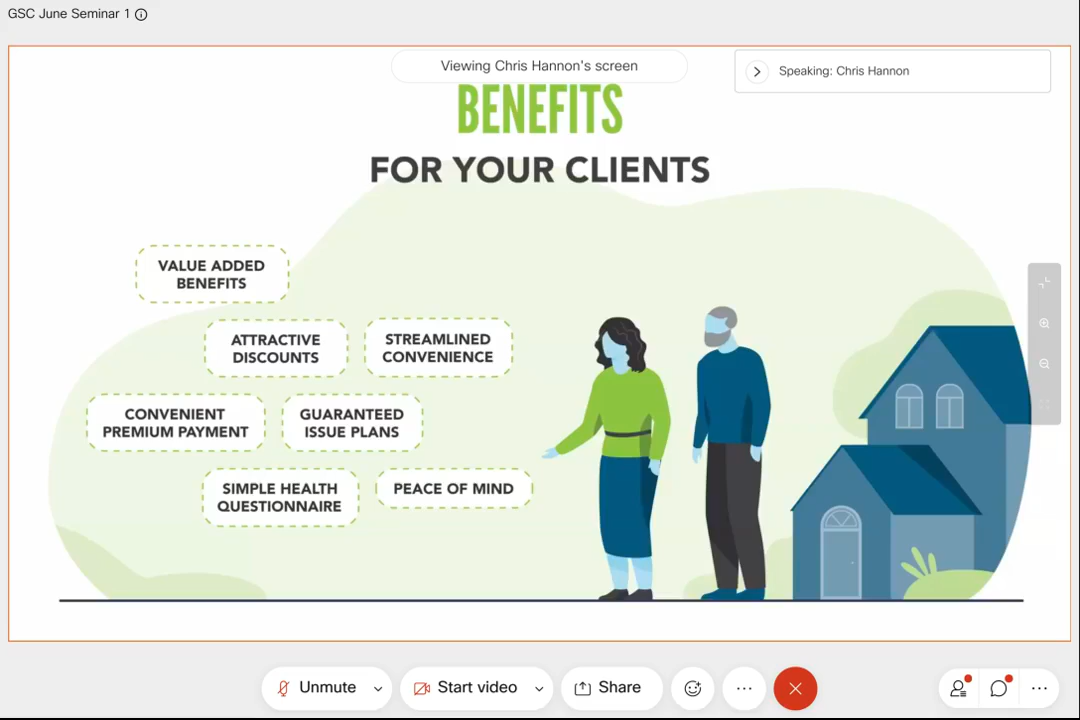 GSC June Seminar 1
Viewing Chris Hannon's screen
Speaking: Chris Hannon
BENEFITS
FOR YOUR CLIENTS
VALUE ADDED
BENEFITS
ATTRACTIVE
DISCOUNTS
STREAMLINED
CONVENIENCE
CONVENIENT
PREMIUM PAYMENT
GUARANTEED
ISSUE PLANS
SIMPLE HEALTH
QUESTIONNAIRE
PEACE OF MIND
Unmute
Start video
Share